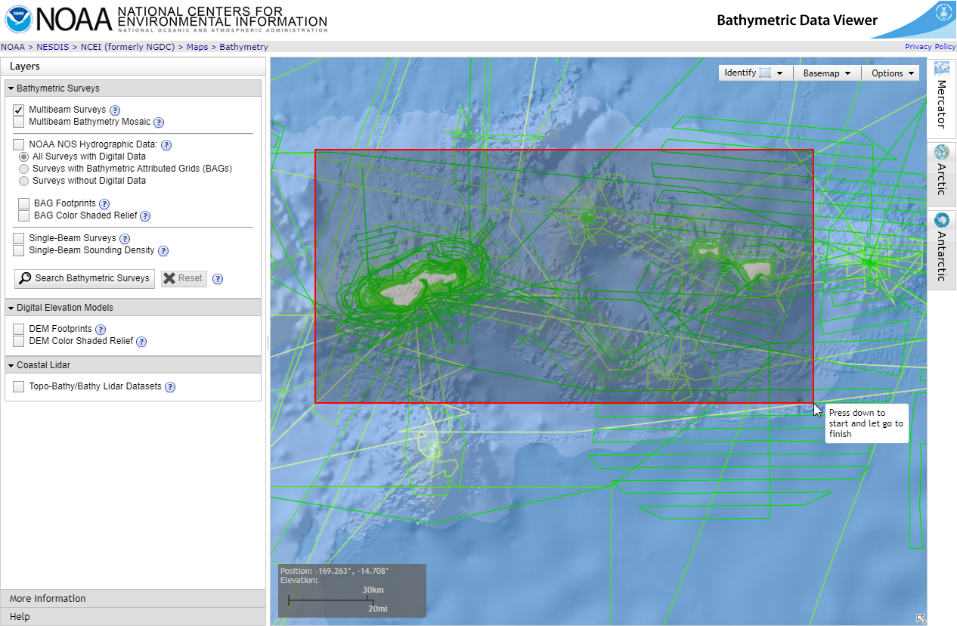 NOAA
NATIONAL CENTERS FOR
ENVIRONMENTAL INFORMATION
NATIONAL OCEANIC AND ATMOSPHERIC ADMINISTRATION
Bathymetric Data Viewer
NOAA > NESDIS > NCEI (formerly NGDC) > Maps > Bathymetry
Privacy Policy
Layers
Bathymetric Surveys
Multibeam Surveys ?
Multibeam Bathymetry Mosaic ?
NOAA NOS Hydrographic Data: ?
All Surveys with Digital Data
Surveys with Bathymetric Attributed Grids (BAGs)
Surveys without Digital Data
BAG Footprints ?
BAG Color Shaded Relief ?
Single-Beam Surveys ?
Single-Beam Sounding Density ?
Search Bathymetric Surveys
Reset ?
Digital Elevation Models
DEM Footprints ?
DEM Color Shaded Relief ?
Coastal Lidar
Topo-Bathy/Bathy Lidar Datasets ?
More Information
Help
Identify
Basemap
Options
Mercator
Arctic
Antarctic
Press down to
start and let go to
finish
Position: -169.263°, -14.708°
Elevation:
30km
20mi